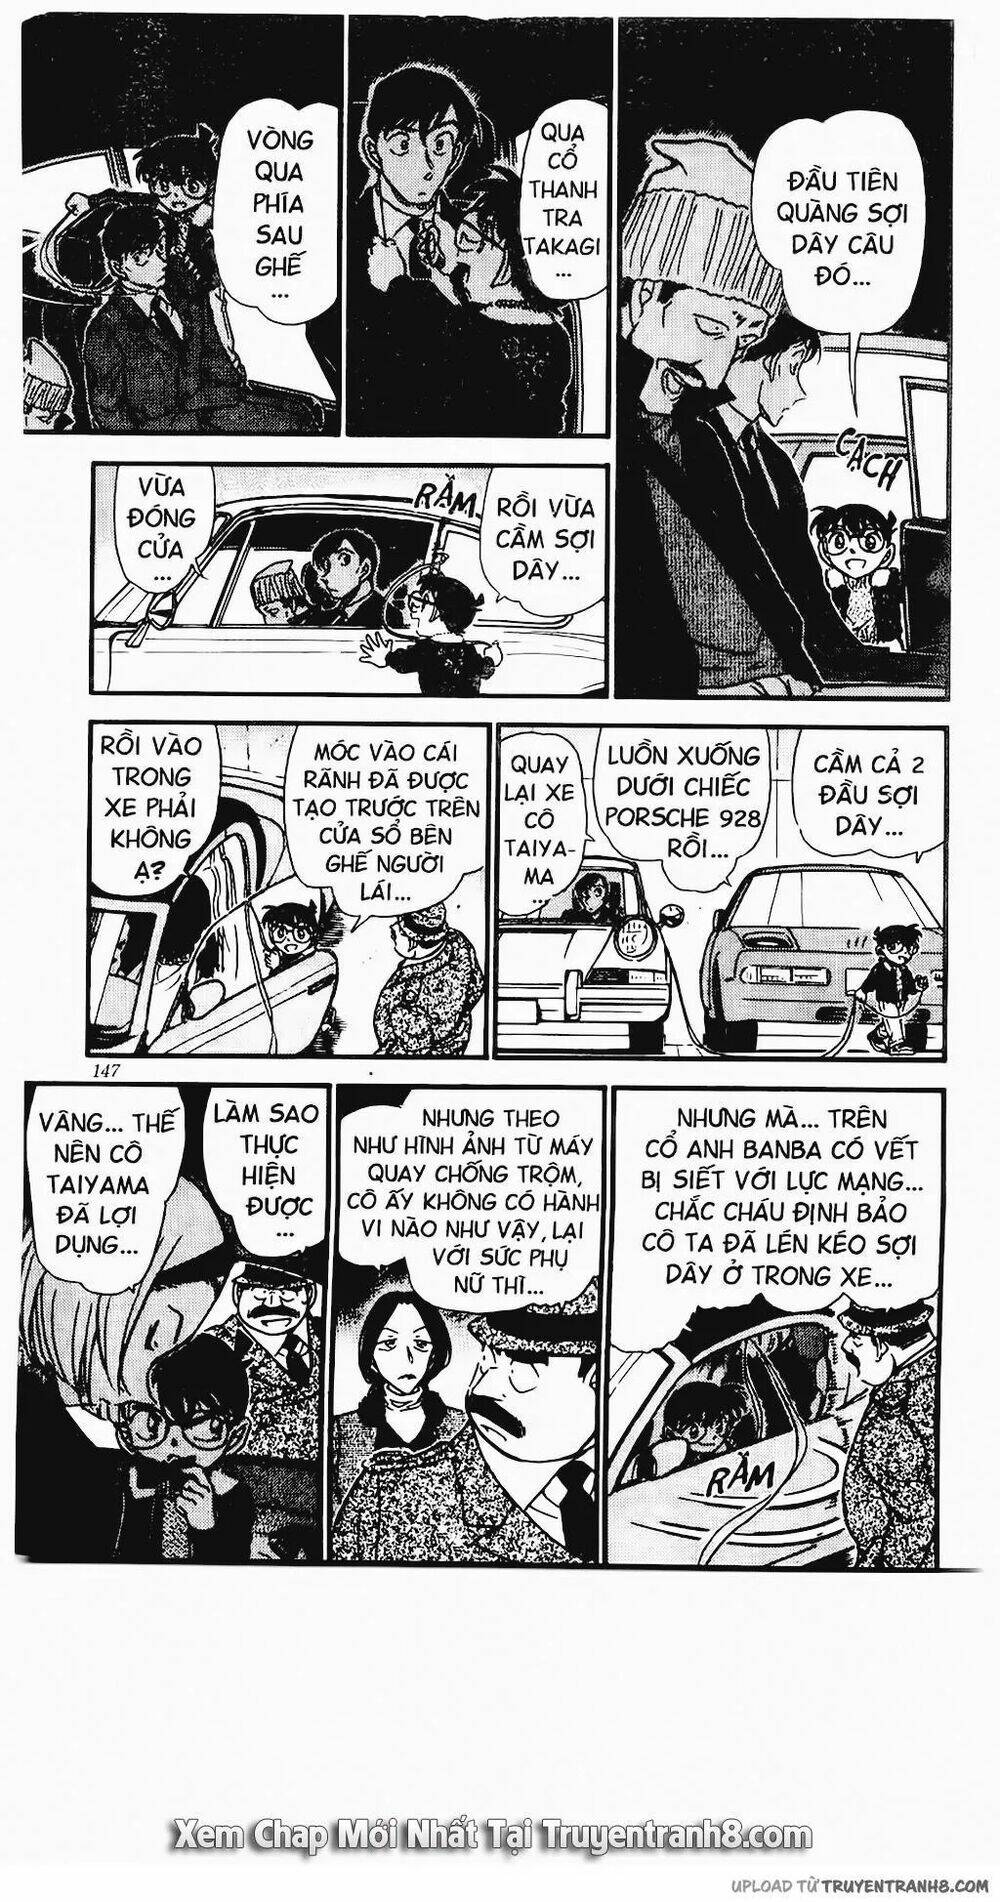 ĐẦU TIÊN
QUÀNG SỢI
DÂY CÂU
ĐÓ...
CẠCH
QUA
CỔ
THANH
TRA
TAKAGI
...
VÒNG
QUA
PHÍA
SAU
GHẾ
...
RỒI VỪA
CẦM SỢI
DÂY...
RẦM
VỪA
ĐÓNG
CỬA
...
CẦM CẢ 2
ĐẦU SỢI
DÂY...
LUỒN XUỐNG
DƯỚI CHIẾC
PORSCHE 928
RỒI...
QUAY
LẠI XE
CÔ
TAIYA-
MA
...
MÓC VÀO CÁI
RÃNH ĐÃ ĐƯỢC
TẠO TRƯỚC TRÊN
CỬA SỔ BÊN
GHẾ NGƯỜI
LÁI...
RỒI VÀO
TRONG
XE PHẢI
KHÔNG
Ạ?
147
NHƯNG MÀ... TRÊN
CỔ ANH BANBA CÓ VẾT
BỊ SIẾT VỚI LỰC MẠNG...
CHẮC CHÁU ĐỊNH BẢO
CÔ TA ĐÃ LÉN KÉO SỢI
DÂY Ở TRONG XE...
RẦM
NHƯNG THEO
NHƯ HÌNH ẢNH TỪ MÁY
QUAY CHỐNG TRỘM,
CÔ ẤY KHÔNG CÓ HÀNH
VI NÀO NHƯ VẬY, LẠI
VỚI SỨC PHỤ
NỮ THÌ...
LÀM SAO
THỰC
HIỆN
ĐƯỢC
...
VÂNG... THẾ
NÊN CÔ
TAIYAMA
ĐÃ LỢI
DỤNG...
Xem Chap Mới Nhất Tại Truyentranh8.com
UPLOAD TỪ TRUYENTRANH8.COM